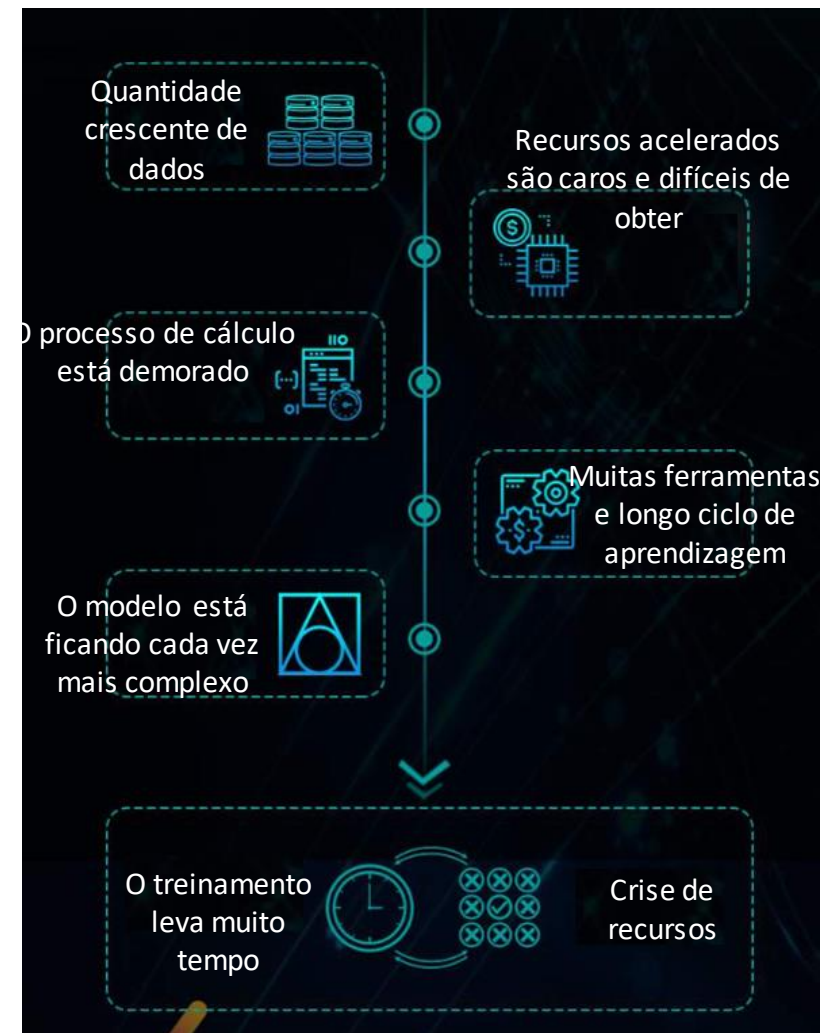 Quantidade
crescente de
dados
Recursos acelerados
são caros e difíceis de
obter
O processo de cálculo
está demorado
Muitas ferramentas
e longo ciclo de
aprendizagem
O modelo está
ficando cada vez
mais complexo
O treinamento
leva muito
tempo
Crise de
recursos